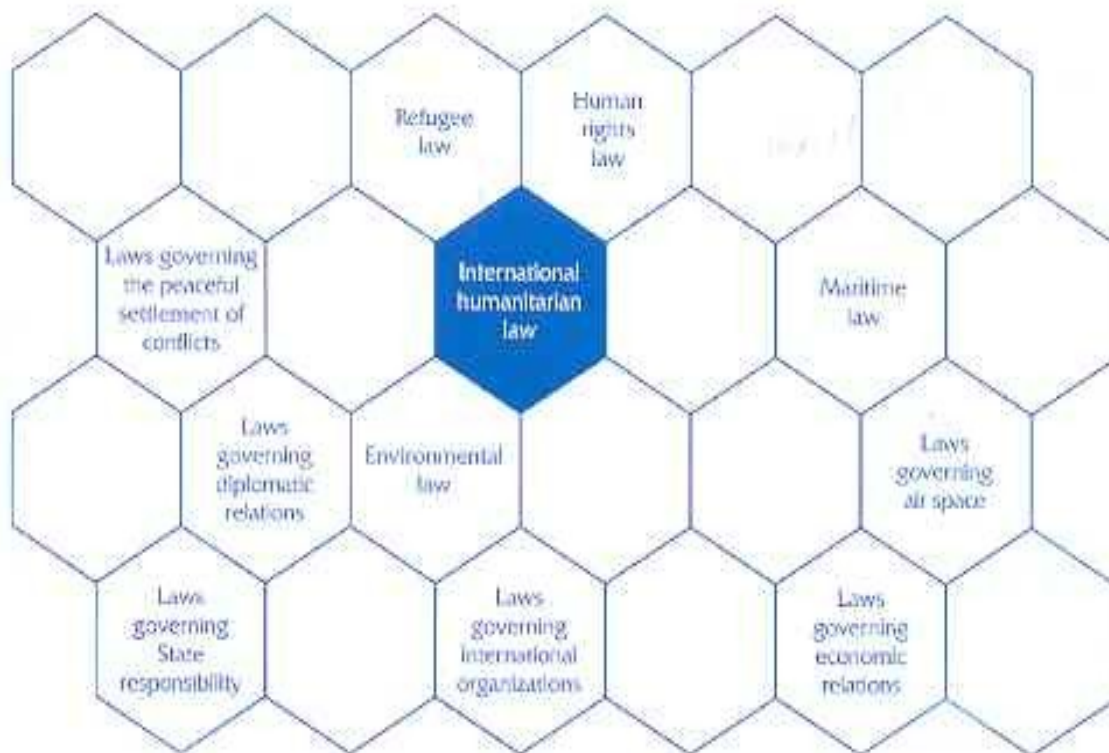 Refugee
law
Human
rights
law
Laws governing
the peaceful
settlement of
conflicts
International
humanitarian
law
Maritime
law
Laws
governing
diplomatic
relations
Environmental
law
Laws
governing
air space
Laws
governing
State
responsibility
Laws
governing
international
organizations
Laws
governing
economic
relations